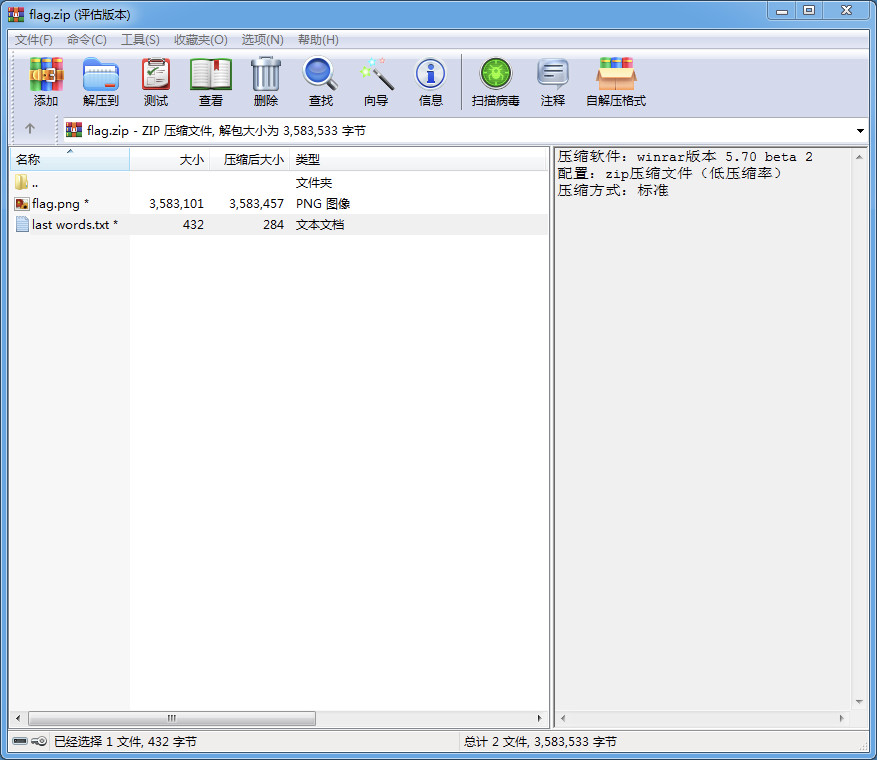 flag.zip (评估版本)
文件(F) 命令(C) 工具(S) 收藏夹(O) 选项(N) 帮助(H)
添加 解压到 测试 查看 删除 查找 向导 信息 扫描病毒 注释 自解压格式
flag.zip - ZIP 压缩文件, 解包大小为 3,583,533 字节
名称 大小 压缩后大小 类型
.. 文件夹
flag.png * 3,583,101 3,583,457 PNG 图像
last words.txt * 432 284 文本文档
压缩软件：winrar版本 5.70 beta 2
配置：zip压缩文件（低压缩率）
压缩方式：标准
已经选择 1 文件, 432 字节
总计 2 文件, 3,583,533 字节